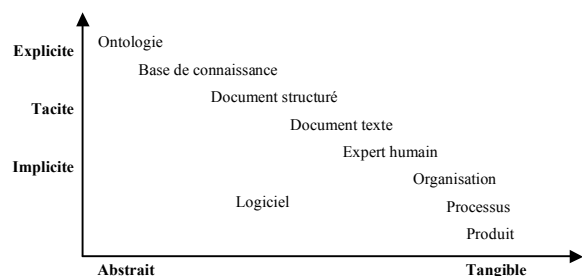 Ontologie
Explicite
Base de connaissance
Document structuré
Tacite
Document texte
Expert humain
Implicite
Organisation
Logiciel
Processus
Produit
Abstrait Tangible